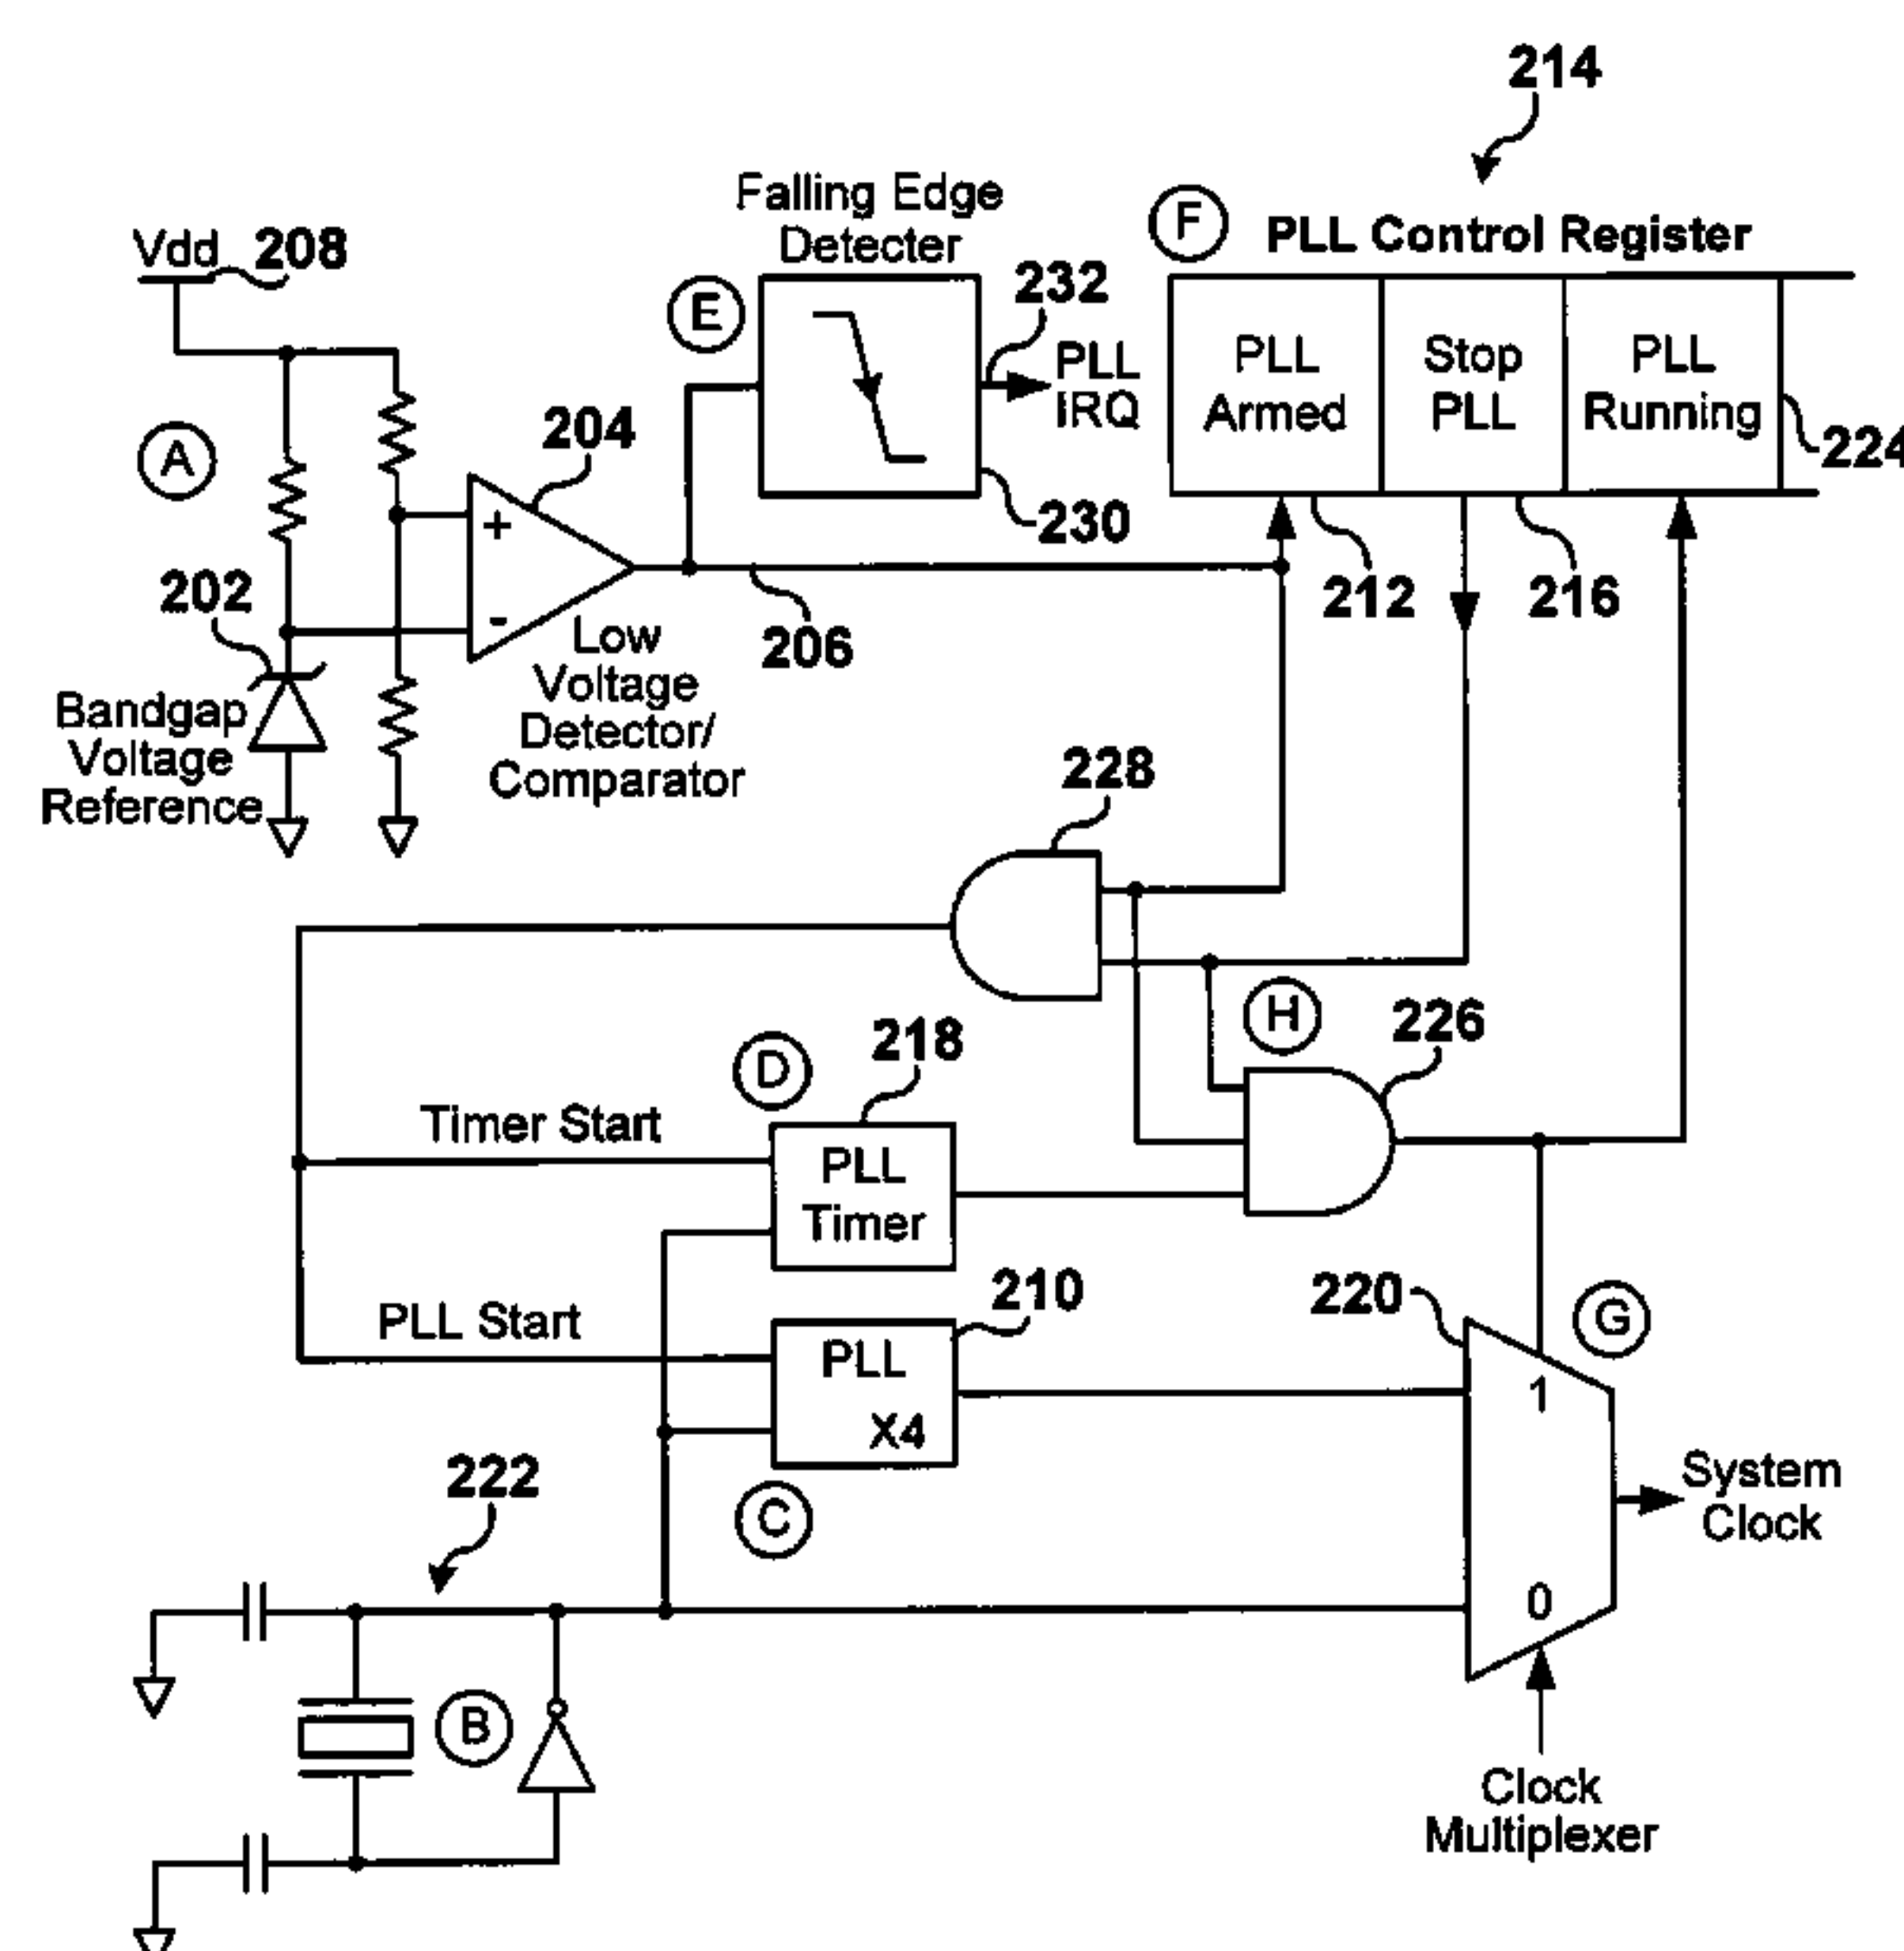 214
Falling Edge
Detecter
F
PLL Control Register
Vdd
208
E
232
PLL
IRQ
PLL
Armed
Stop
PLL
PLL
Running
224
A
204
+
-
230
202
212
216
206
Low
Voltage
Detector/
Comparator
Bandgap
Voltage
Reference
228
H
226
D
218
Timer Start
PLL
Timer
210
220
G
PLL Start
PLL
X4
1
C
222
System
Clock
0
B
Clock
Multiplexer